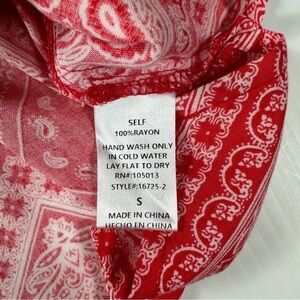 SELF
100%RAYON
HAND WASH ONLY
IN COLD WATER
LAY FLAT TO DRY
RN#:105013
STYLE#:16725-2
S
MADE IN CHINA
HECHO EN CHINA